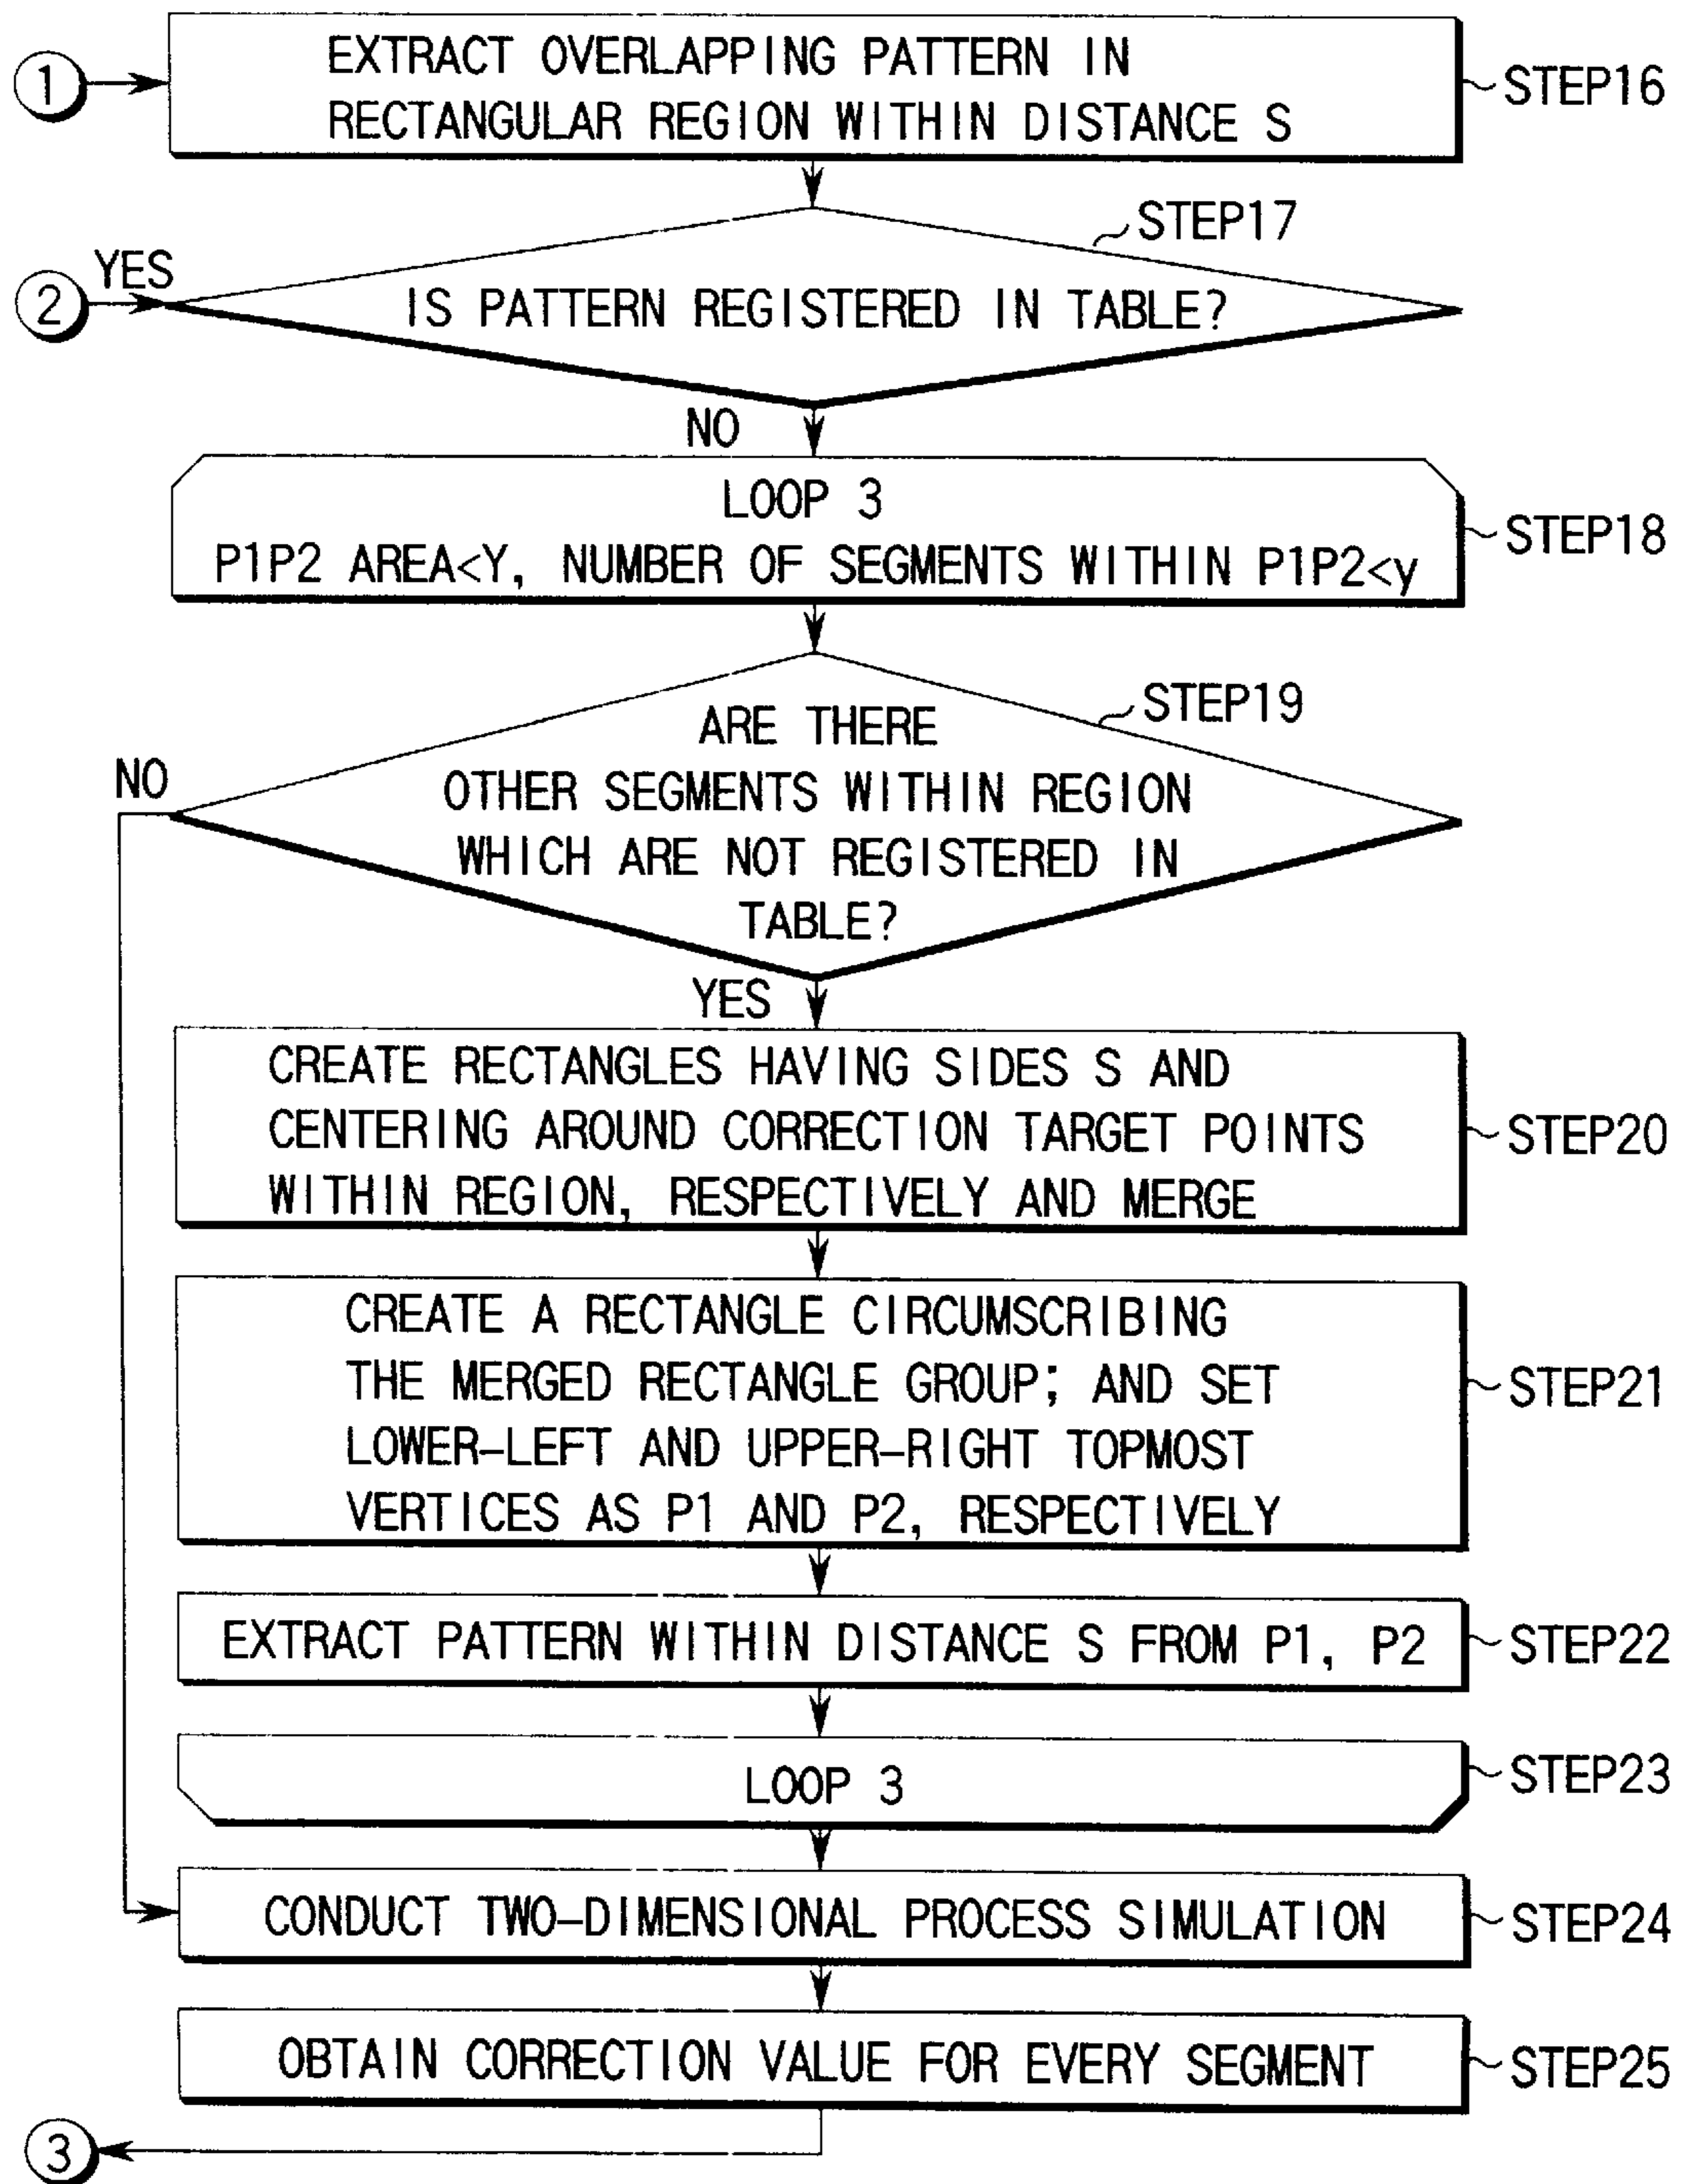 1
EXTRACT OVERLAPPING PATTERN IN
RECTANGULAR REGION WITHIN DISTANCE S
STEP16
STEP17
YES
2
IS PATTERN REGISTERED IN TABLE?
NO
LOOP 3
P1P2 AREA<Y, NUMBER OF SEGMENTS WITHIN P1P2<y
STEP18
STEP19
ARE THERE
NO
OTHER SEGMENTS WITHIN REGION
WHICH ARE NOT REGISTERED IN
TABLE?
YES
CREATE RECTANGLES HAVING SIDES S AND
CENTERING AROUND CORRECTION TARGET POINTS
WITHIN REGION, RESPECTIVELY AND MERGE
STEP20
CREATE A RECTANGLE CIRCUMSCRIBING
THE MERGED RECTANGLE GROUP; AND SET
LOWER-LEFT AND UPPER-RIGHT TOPMOST
VERTICES AS P1 AND P2, RESPECTIVELY
STEP21
EXTRACT PATTERN WITHIN DISTANCE S FROM P1, P2
STEP22
LOOP 3
STEP23
CONDUCT TWO-DIMENSIONAL PROCESS SIMULATION
STEP24
OBTAIN CORRECTION VALUE FOR EVERY SEGMENT
STEP25
3